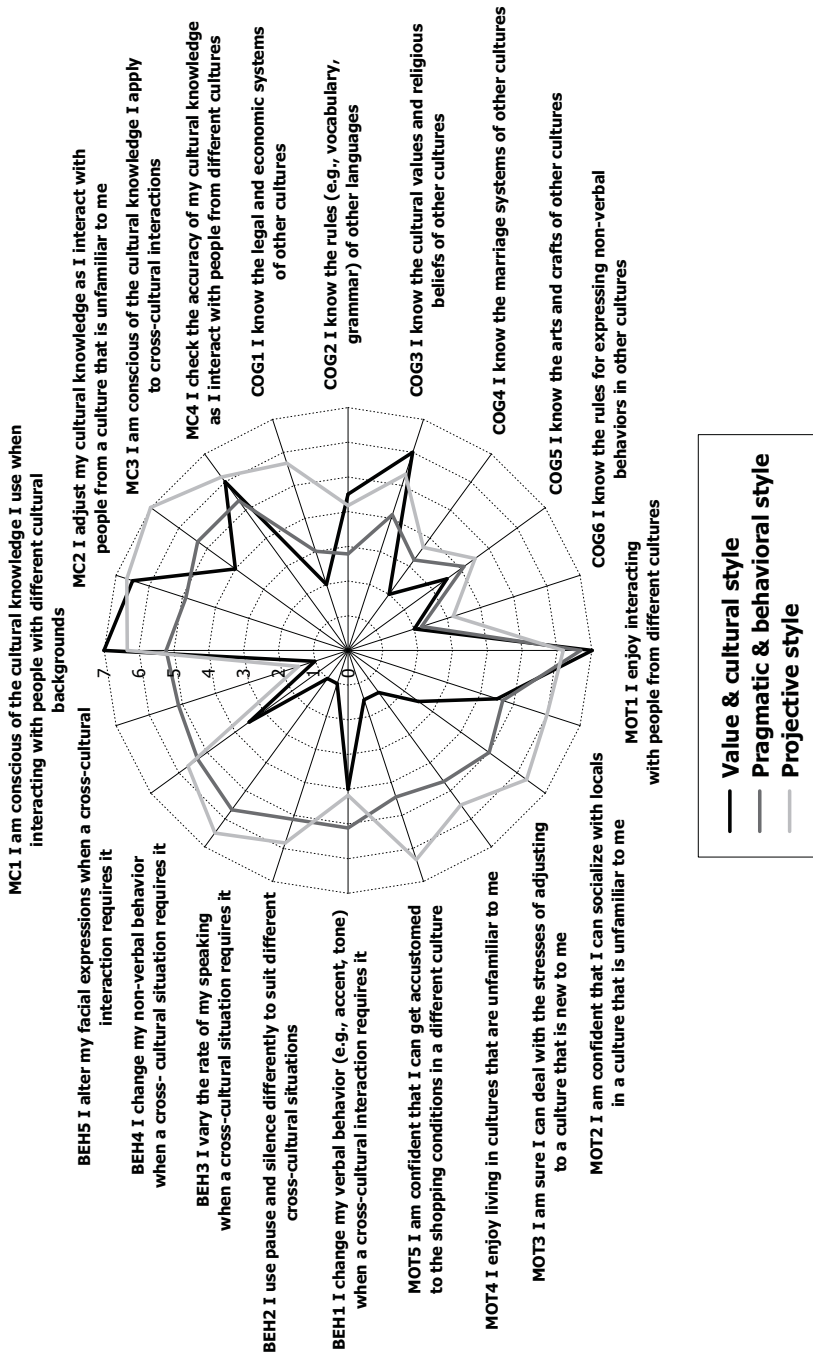 MC1 I am conscious of the cultural knowledge I use when
interacting with people with different cultural
backgrounds
MC2 I adjust my cultural knowledge as I interact with
people from a culture that is unfamiliar to me
MC3 I am conscious of the cultural knowledge I apply
to cross-cultural interactions
MC4 I check the accuracy of my cultural knowledge
as I interact with people from different cultures
COG1 I know the legal and economic systems
of other cultures
COG2 I know the rules (e.g., vocabulary,
grammar) of other languages
COG3 I know the cultural values and religious
beliefs of other cultures
COG4 I know the marriage systems of other cultures
COG5 I know the arts and crafts of other cultures
COG6 I know the rules for expressing non-verbal
behaviors in other cultures
MOT1 I enjoy interacting
with people from different cultures
MOT2 I am confident that I can socialize with locals
in a culture that is unfamiliar to me
MOT3 I am sure I can deal with the stresses of adjusting
to a culture that is new to me
MOT4 I enjoy living in cultures that are unfamiliar to me
MOT5 I am confident that I can get accustomed
to the shopping conditions in a different culture
BEH1 I change my verbal behavior (e.g., accent, tone)
when a cross-cultural interaction requires it
BEH2 I use pause and silence differently to suit different
cross-cultural situations
BEH3 I vary the rate of my speaking
when a cross-cultural situation requires it
BEH4 I change my non-verbal behavior
when a cross- cultural situation requires it
BEH5 I alter my facial expressions when a cross-cultural
interaction requires it
7
6
5
4
3
2
1
0
Value & cultural style
Pragmatic & behavioral style
Projective style